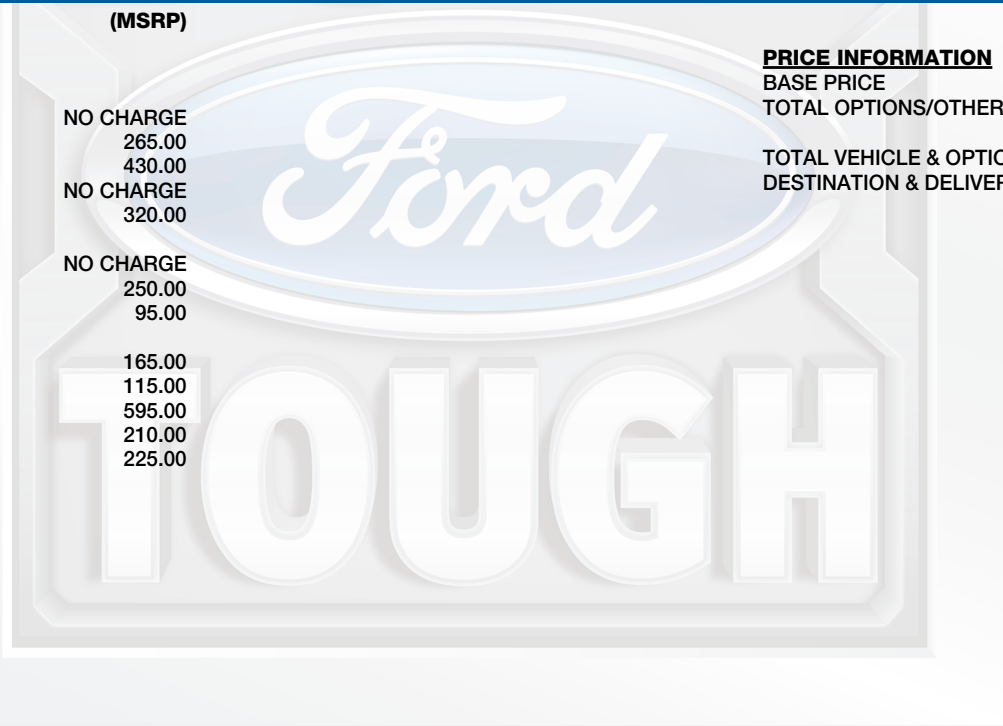 (MSRP)
NO CHARGE
265.00
430.00
NO CHARGE
320.00
NO CHARGE
250.00
95.00
165.00
115.00
595.00
210.00
225.00
PRICE INFORMATION
BASE PRICE
TOTAL OPTIONS/OTHER
TOTAL VEHICLE & OPTIO
DESTINATION & DELIVER
Ford
TOUGH